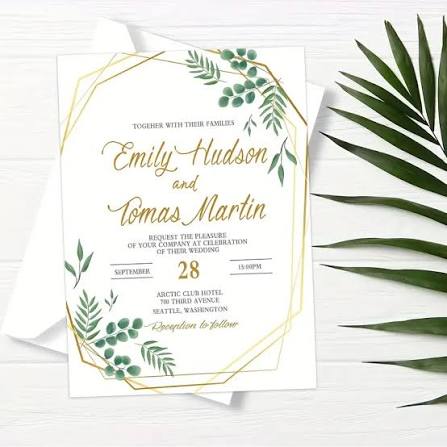 TOGEHER WITH THEIR FAMILIES
Emily Hudson
and
Tomas Martin
REQUEST THE PLEASURE
OF YOUR COMPANY AT CELEBRATION
OF THEIR WEDDING
SEPTEMBER 28 15:00PM
ARCTIC CLUB HOTEL
700 THIRD AVENUE
SEATTLE, WASHINGTON
Reception to follow